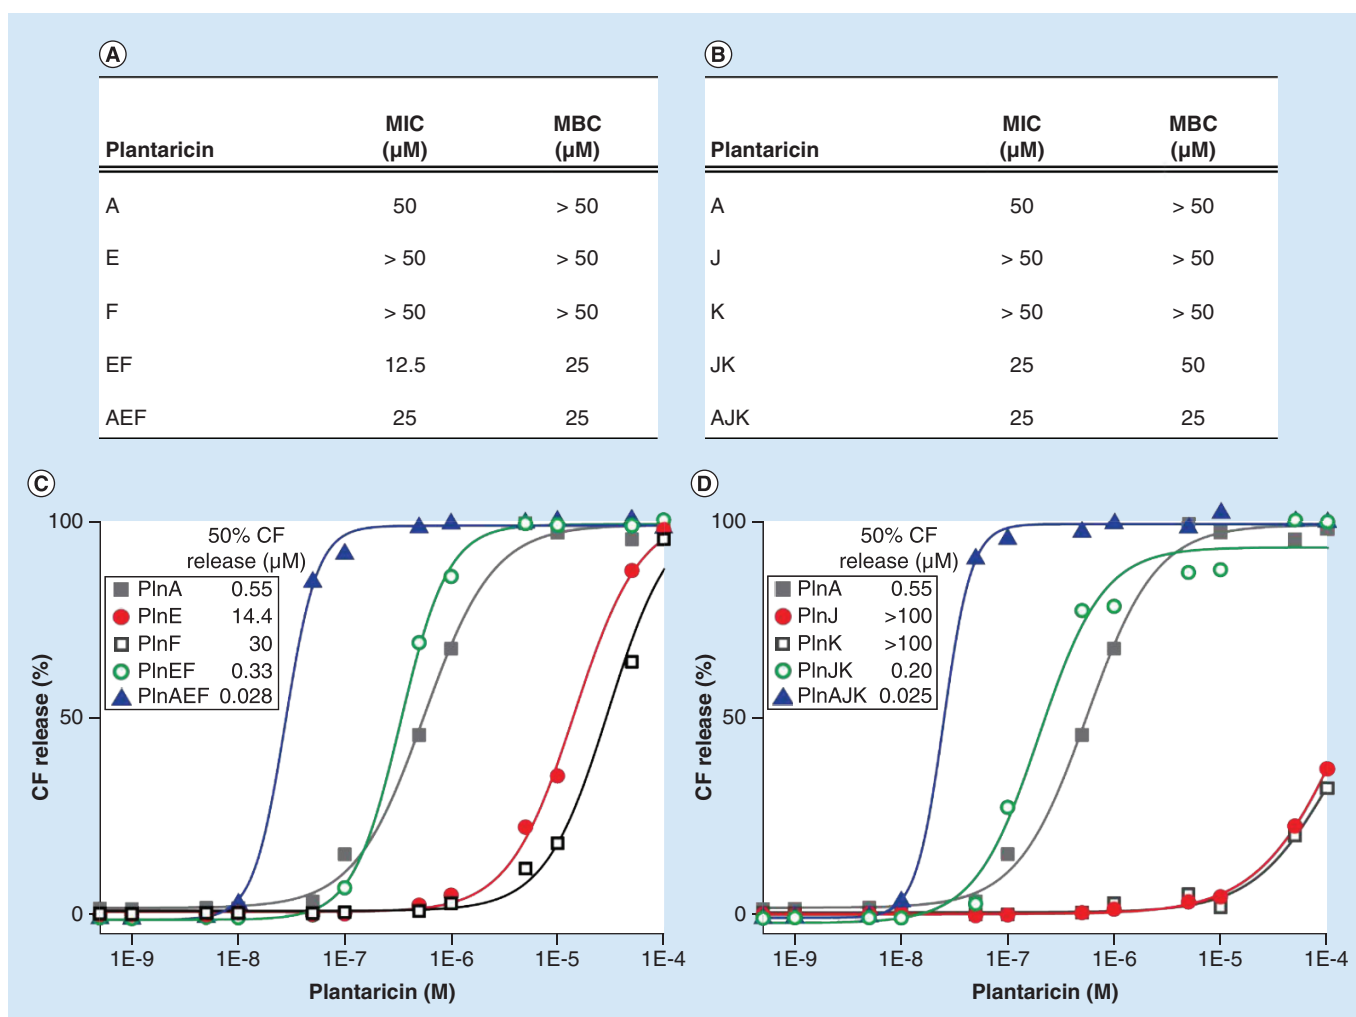 A
Plantaricin MIC (µM) MBC (µM)
A 50 > 50
E > 50 > 50
F > 50 > 50
EF 12.5 25
AEF 25 25
B
Plantaricin MIC (µM) MBC (µM)
A 50 > 50
J > 50 > 50
K > 50 > 50
JK 25 50
AJK 25 25
C
CF release (%)
100
50
0
50% CF
release (µM)
PlnA 0.55
PlnE 14.4
PlnF 30
PlnEF 0.33
PlnAEF 0.028
1E-9 1E-8 1E-7 1E-6 1E-5 1E-4
Plantaricin (M)
D
CF release (%)
100
50
0
50% CF
release (µM)
PlnA 0.55
PlnJ >100
PlnK >100
PlnJK 0.20
PlnAJK 0.025
1E-9 1E-8 1E-7 1E-6 1E-5 1E-4
Plantaricin (M)